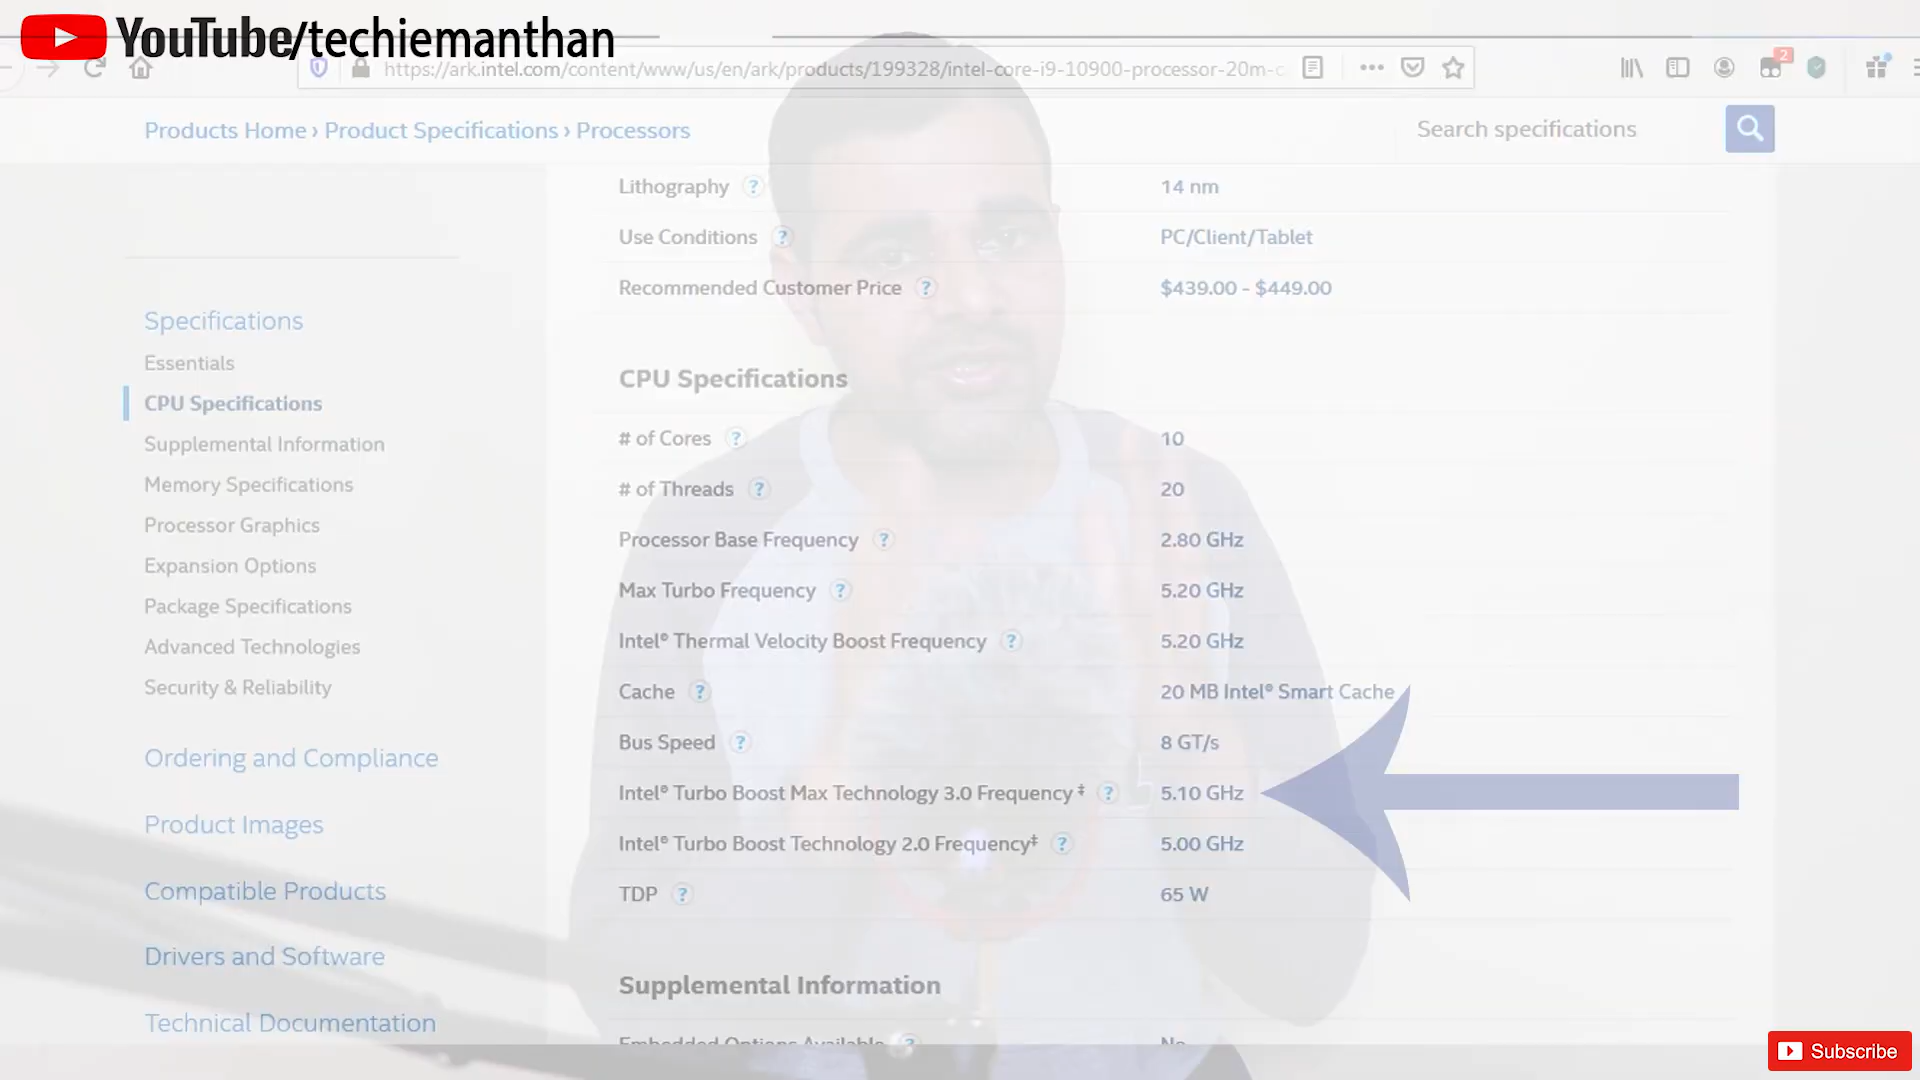 YouTube/techiemanthan
https://ark.intel.com/content/www/us/en/ark/products/199328/intel-core-i9-10900-processor-20m-c
2
Products Home › Product Specifications › Processors
Search specifications
Lithography ? 14 nm
Use Conditions ? PC/Client/Tablet
Recommended Customer Price ? $439.00 - $449.00
Specifications
Essentials
CPU Specifications
Supplemental Information
Memory Specifications
Processor Graphics
Expansion Options
Package Specifications
Advanced Technologies
Security & Reliability
Ordering and Compliance
Product Images
Compatible Products
Drivers and Software
Technical Documentation
CPU Specifications
# of Cores ? 10
# of Threads ? 20
Processor Base Frequency ? 2.80 GHz
Max Turbo Frequency ? 5.20 GHz
Intel® Thermal Velocity Boost Frequency ? 5.20 GHz
Cache ? 20 MB Intel® Smart Cache
Bus Speed ? 8 GT/s
Intel® Turbo Boost Max Technology 3.0 Frequency ‡ ? 5.10 GHz
Intel® Turbo Boost Technology 2.0 Frequency‡ ? 5.00 GHz
TDP ? 65 W
Supplemental Information
Embedded Options Available ? No
Subscribe